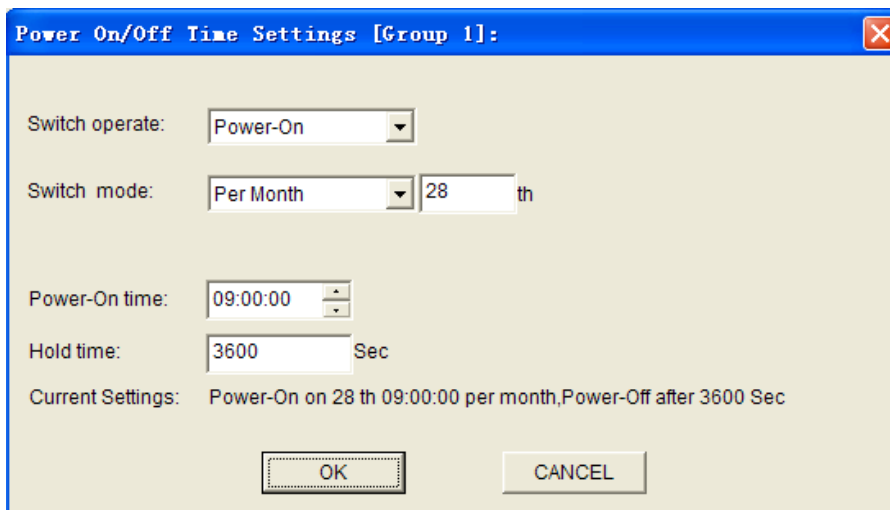 Power On/Off Time Settings [Group 1]:
Switch operate: Power-On
Switch mode: Per Month 28 th
Power-On time: 09:00:00
Hold time: 3600 Sec
Current Settings: Power-On on 28 th 09:00:00 per month,Power-Off after 3600 Sec
OK CANCEL